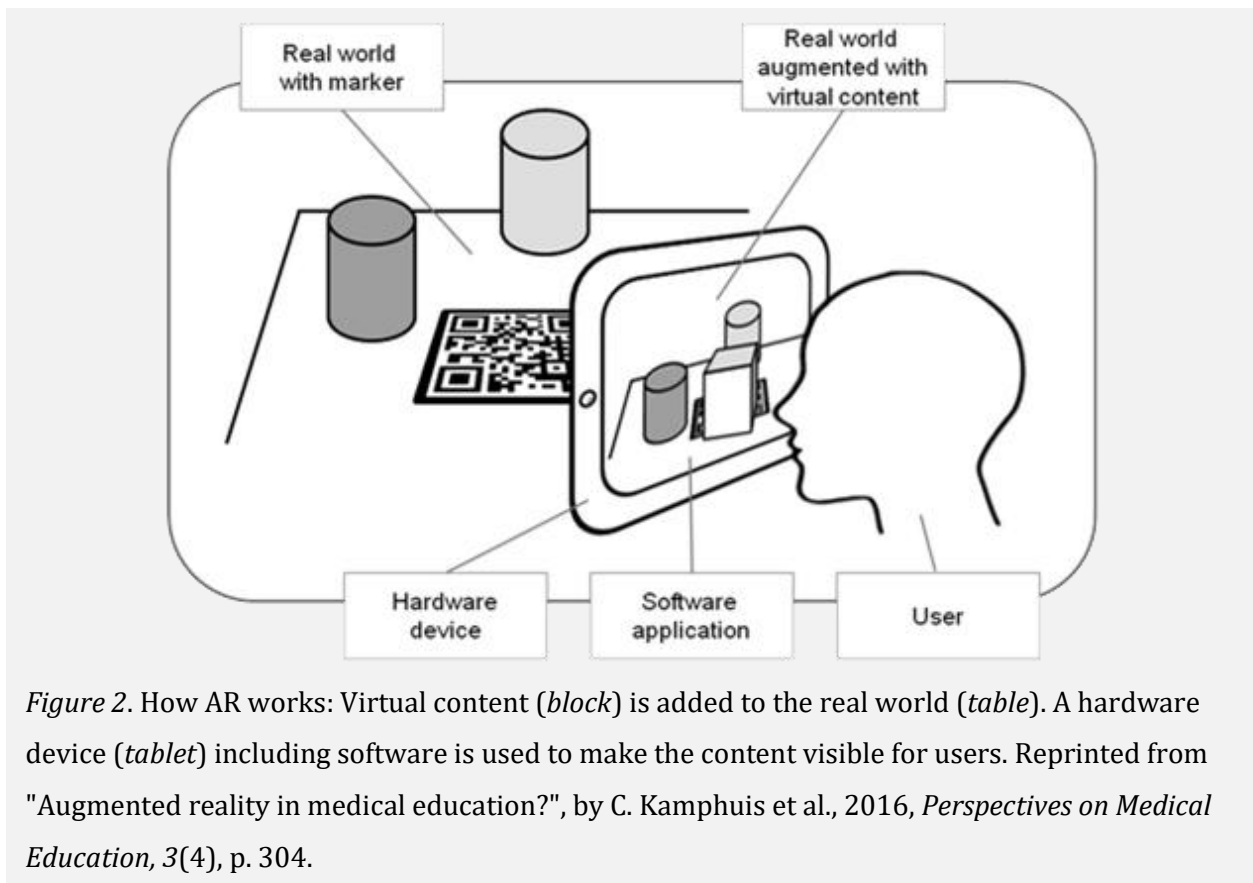 Real world
with marker
Real world
augmented with
virtual content
Hardware
device
Software
application
User
Figure 2. How AR works: Virtual content (block) is added to the real world (table). A hardware
device (tablet) including software is used to make the content visible for users. Reprinted from
"Augmented reality in medical education?", by C. Kamphuis et al., 2016, Perspectives on Medical
Education, 3(4), p. 304.